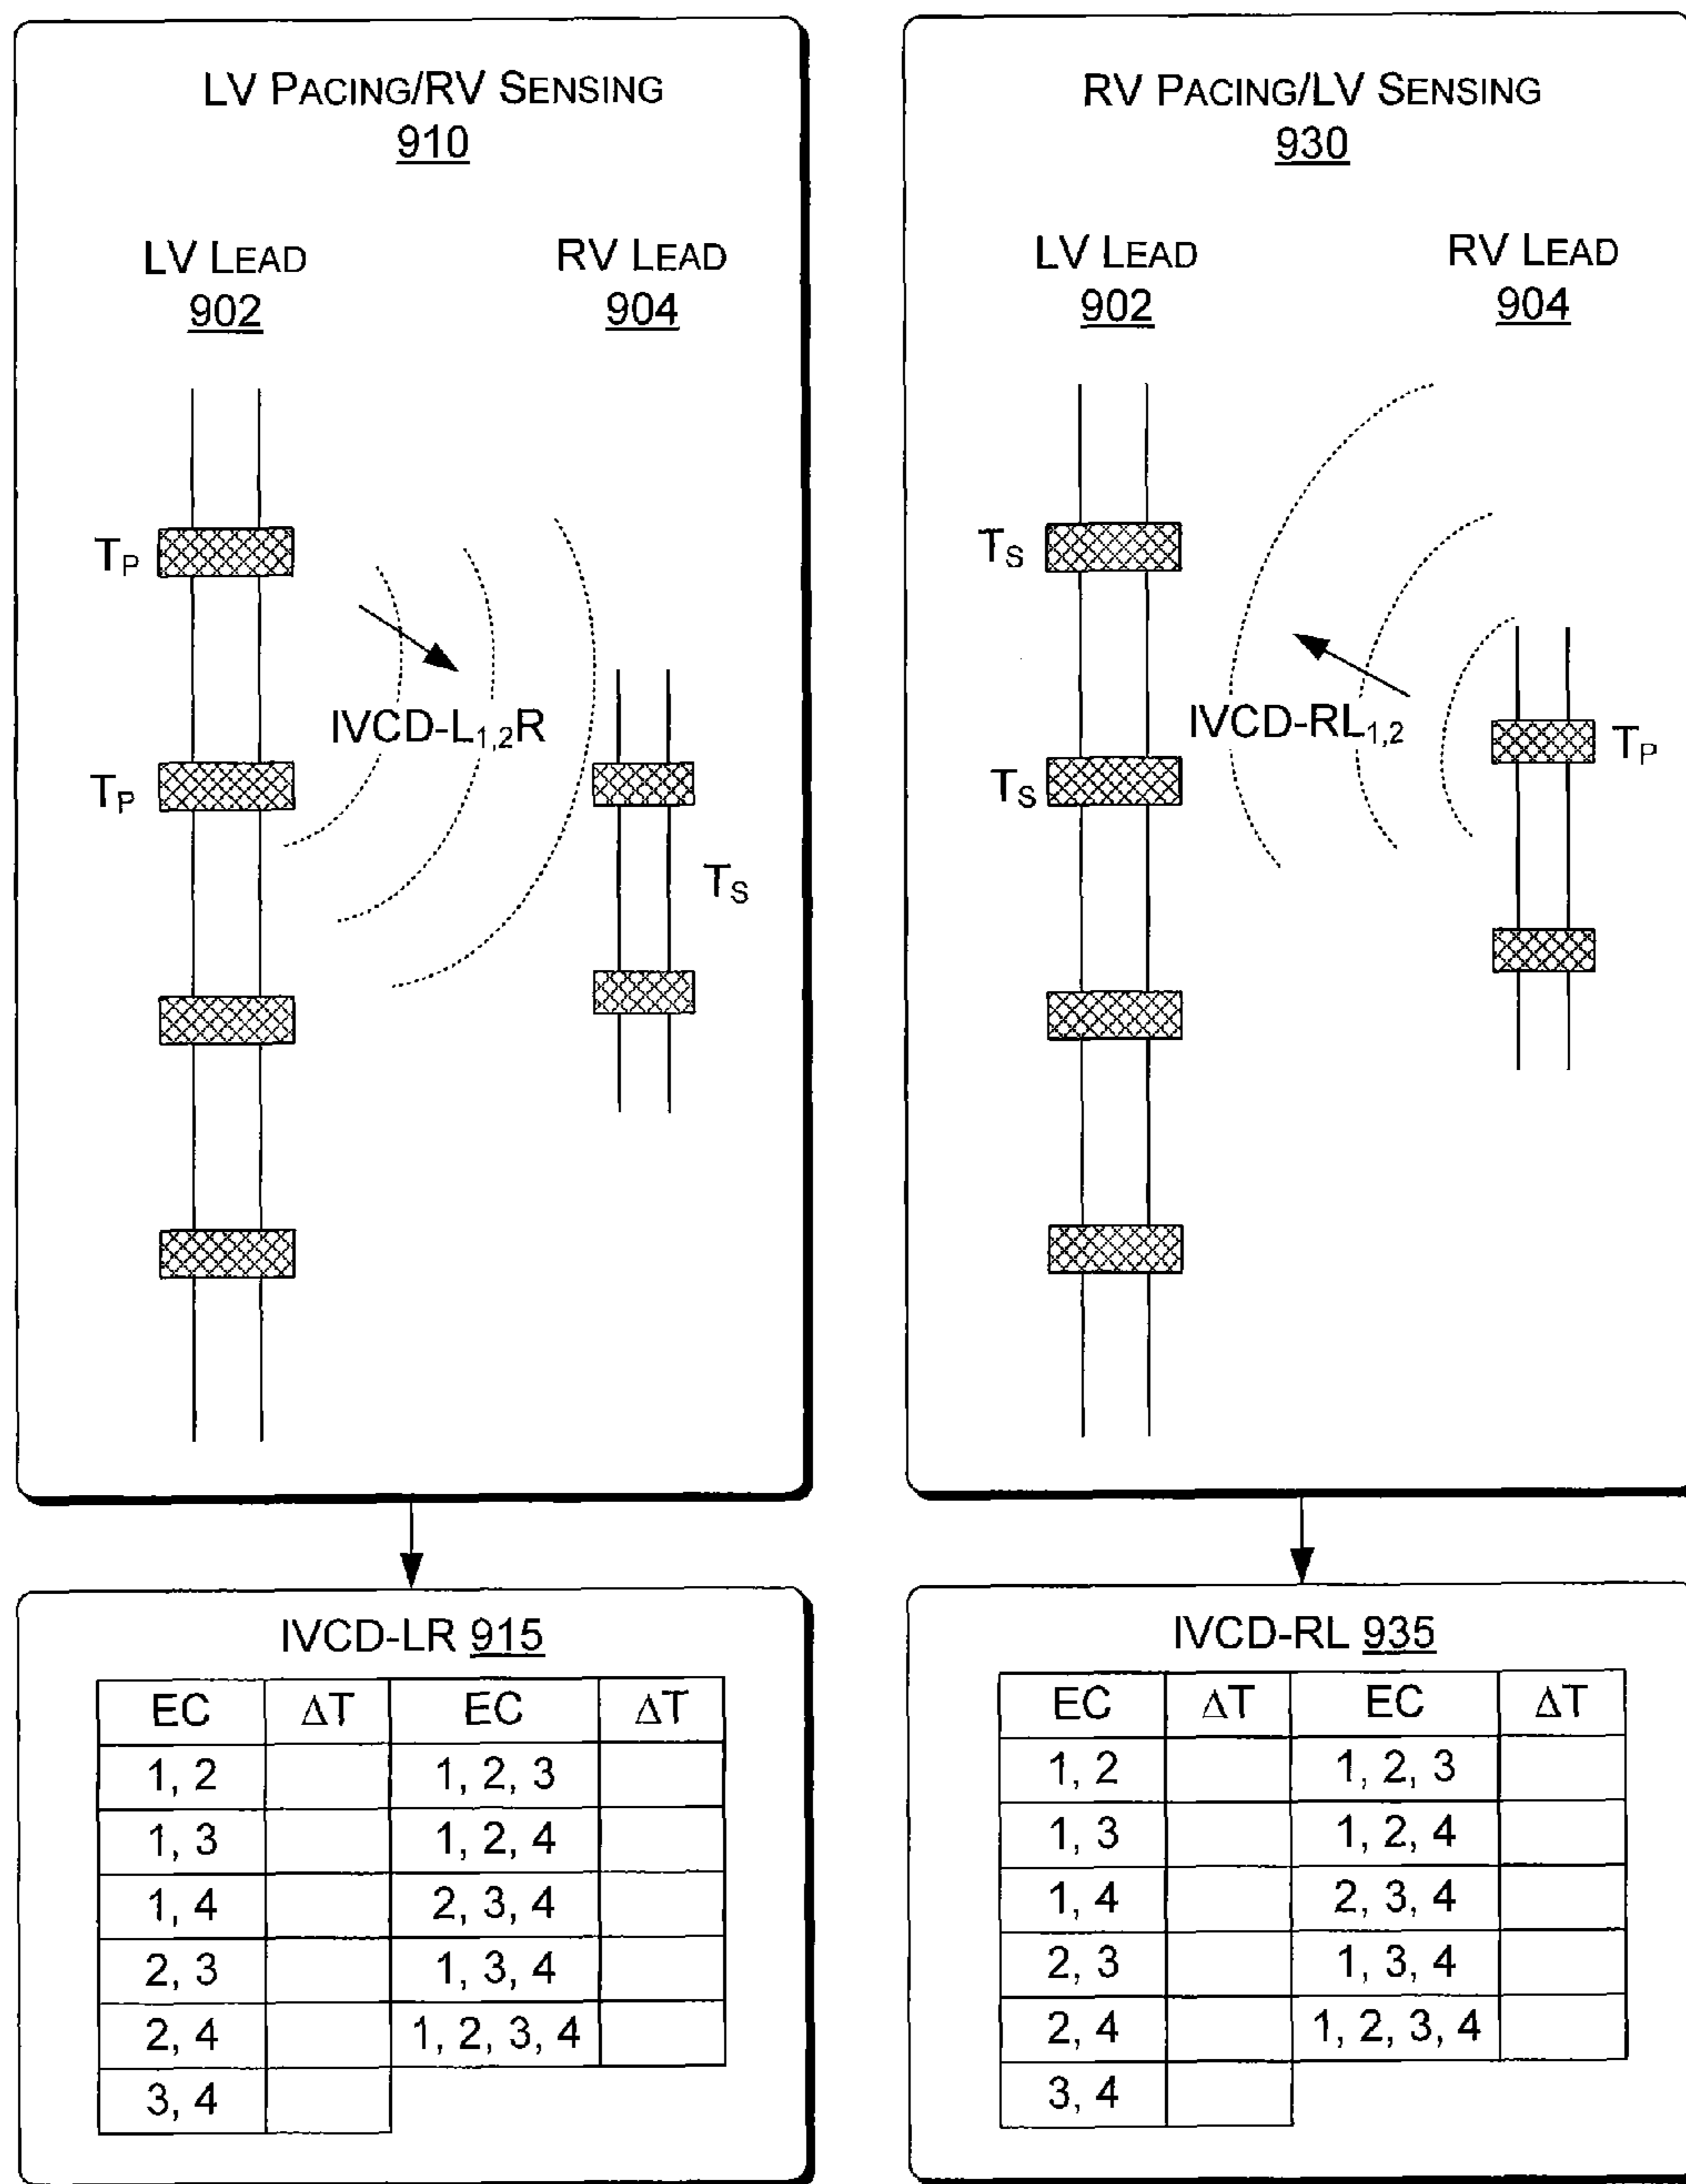 LV PACING/RV SENSING
910
LV LEAD
902
RV LEAD
904
TP
TP
IVCD-L1,2R
TS
IVCD-LR 915
EC ΔT EC ΔT
1, 2 1, 2, 3
1, 3 1, 2, 4
1, 4 2, 3, 4
2, 3 1, 3, 4
2, 4 1, 2, 3, 4
3, 4
RV PACING/LV SENSING
930
LV LEAD
902
RV LEAD
904
TS
TS
IVCD-RL1,2
TP
IVCD-RL 935
EC ΔT EC ΔT
1, 2 1, 2, 3
1, 3 1, 2, 4
1, 4 2, 3, 4
2, 3 1, 3, 4
2, 4 1, 2, 3, 4
3, 4